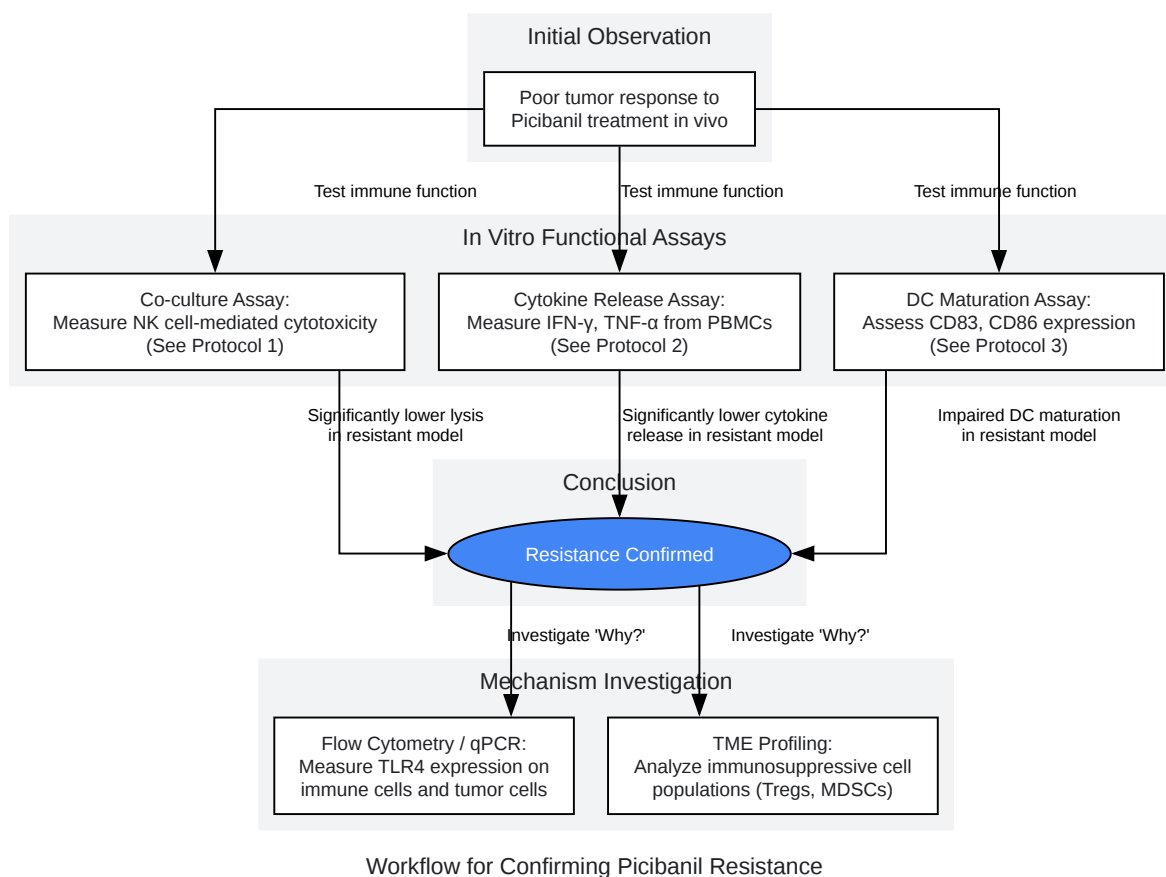 Initial Observation
Poor tumor response to
Picibanil treatment in vivo
Test immune function
Test immune function
Test immune function
In Vitro Functional Assays
Co-culture Assay:
Measure NK cell-mediated cytotoxicity
(See Protocol 1)
Cytokine Release Assay:
Measure IFN-γ, TNF-α from PBMCs
(See Protocol 2)
DC Maturation Assay:
Assess CD83, CD86 expression
(See Protocol 3)
Significantly lower lysis
in resistant model
Significantly lower cytokine
release in resistant model
Impaired DC maturation
in resistant model
Conclusion
Resistance Confirmed
Investigate 'Why?'
Investigate 'Why?'
Mechanism Investigation
Flow Cytometry / qPCR:
Measure TLR4 expression on
immune cells and tumor cells
TME Profiling:
Analyze immunosuppressive cell
populations (Tregs, MDSCs)
Workflow for Confirming Picibanil Resistance